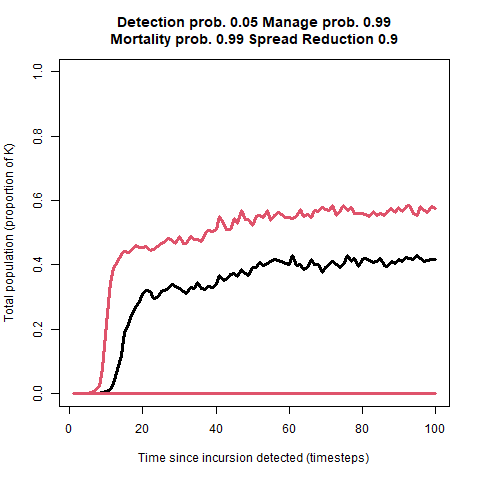 Detection prob. 0.05 Manage prob. 0.99
Mortality prob. 0.99 Spread Reduction 0.9
Total population (proportion of K)
1.0
0.8
0.6
0.4
0.2
0.0
0 20 40 60 80 100
Time since incursion detected (timesteps)